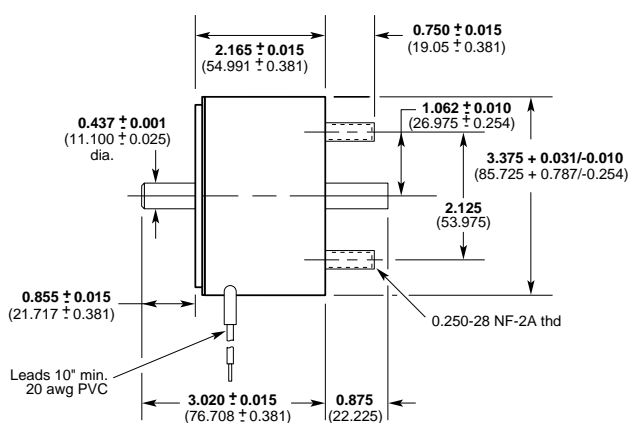 2.165 ± 0.015
(54.991 ± 0.381)
0.750 ± 0.015
(19.05 ± 0.381)
0.437 ± 0.001
(11.100 ± 0.025)
dia.
1.062 ± 0.010
(26.975 ± 0.254)
3.375 + 0.031/-0.010
(85.725 + 0.787/-0.254)
2.125
(53.975)
0.855 ± 0.015
(21.717 ± 0.381)
0.250-28 NF-2A thd
Leads 10" min.
20 awg PVC
3.020 ± 0.015
(76.708 ± 0.381)
0.875
(22.225)